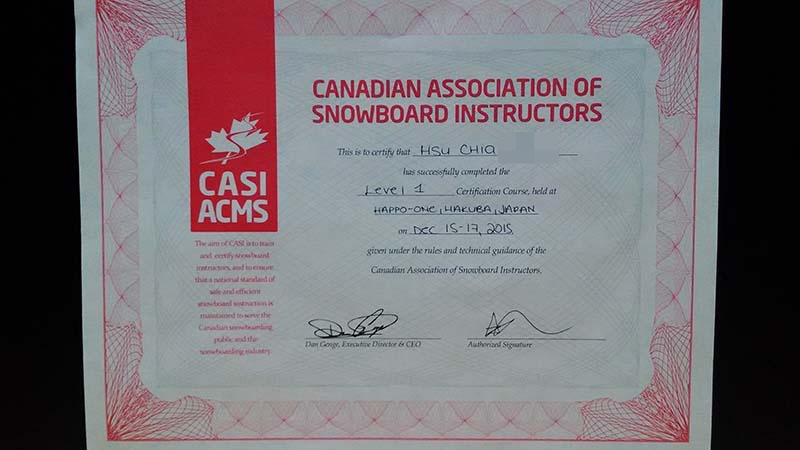 CANADIAN ASSOCIATION OF
SNOWBOARD INSTRUCTORS
This is to certify that HSU CHIA
has successfully completed the
Level 1 Certification Course, held at
HAPPO-ONE, HAKUBA, JAPAN
on DEC 15-17, 2015
given under the rules and technical guidance of the
Canadian Association of Snowboard Instructors.
Dan Genge, Executive Director & CEO
Authorized Signature
CASI
ACMS
The aim of CASI is to train
and certify snowboard
instructors, and to ensure
that a national standard of
safe and efficient
snowboard instruction is
maintained to serve the
Canadian snowboarding
public and the
snowboarding industry.